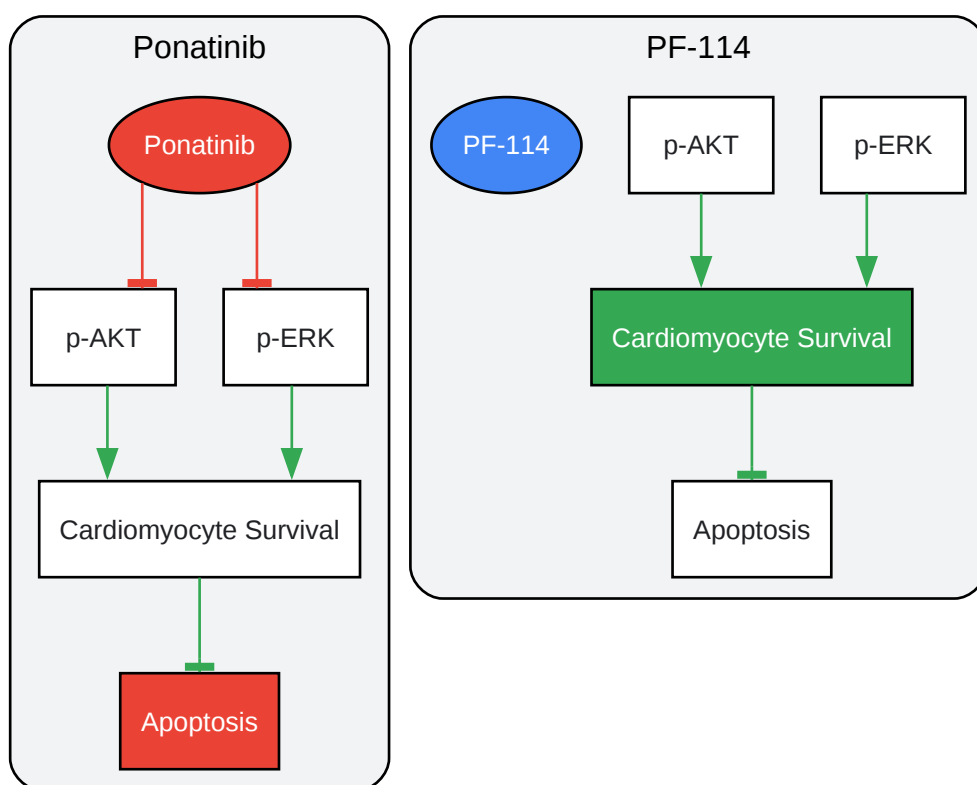 Ponatinib
Ponatinib
p-AKT
p-ERK
Cardiomyocyte Survival
Apoptosis
PF-114
PF-114
p-AKT
p-ERK
Cardiomyocyte Survival
Apoptosis